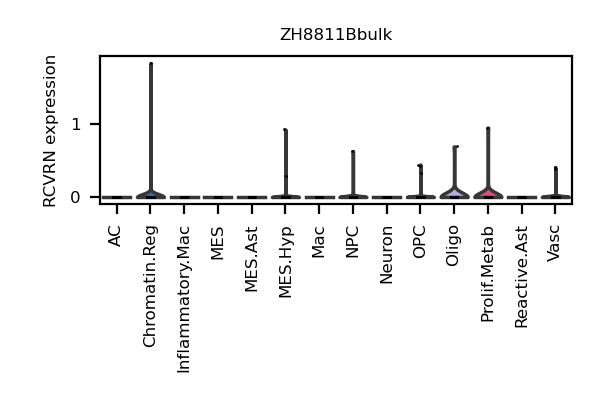 ZH8811Bbulk
RCVRN expression
1
0
AC
Chromatin.Reg
Inflammatory.Mac
MES
MES.Ast
MES.Hyp
Mac
NPC
Neuron
OPC
Oligo
Prolif.Metab
Reactive.Ast
Vasc